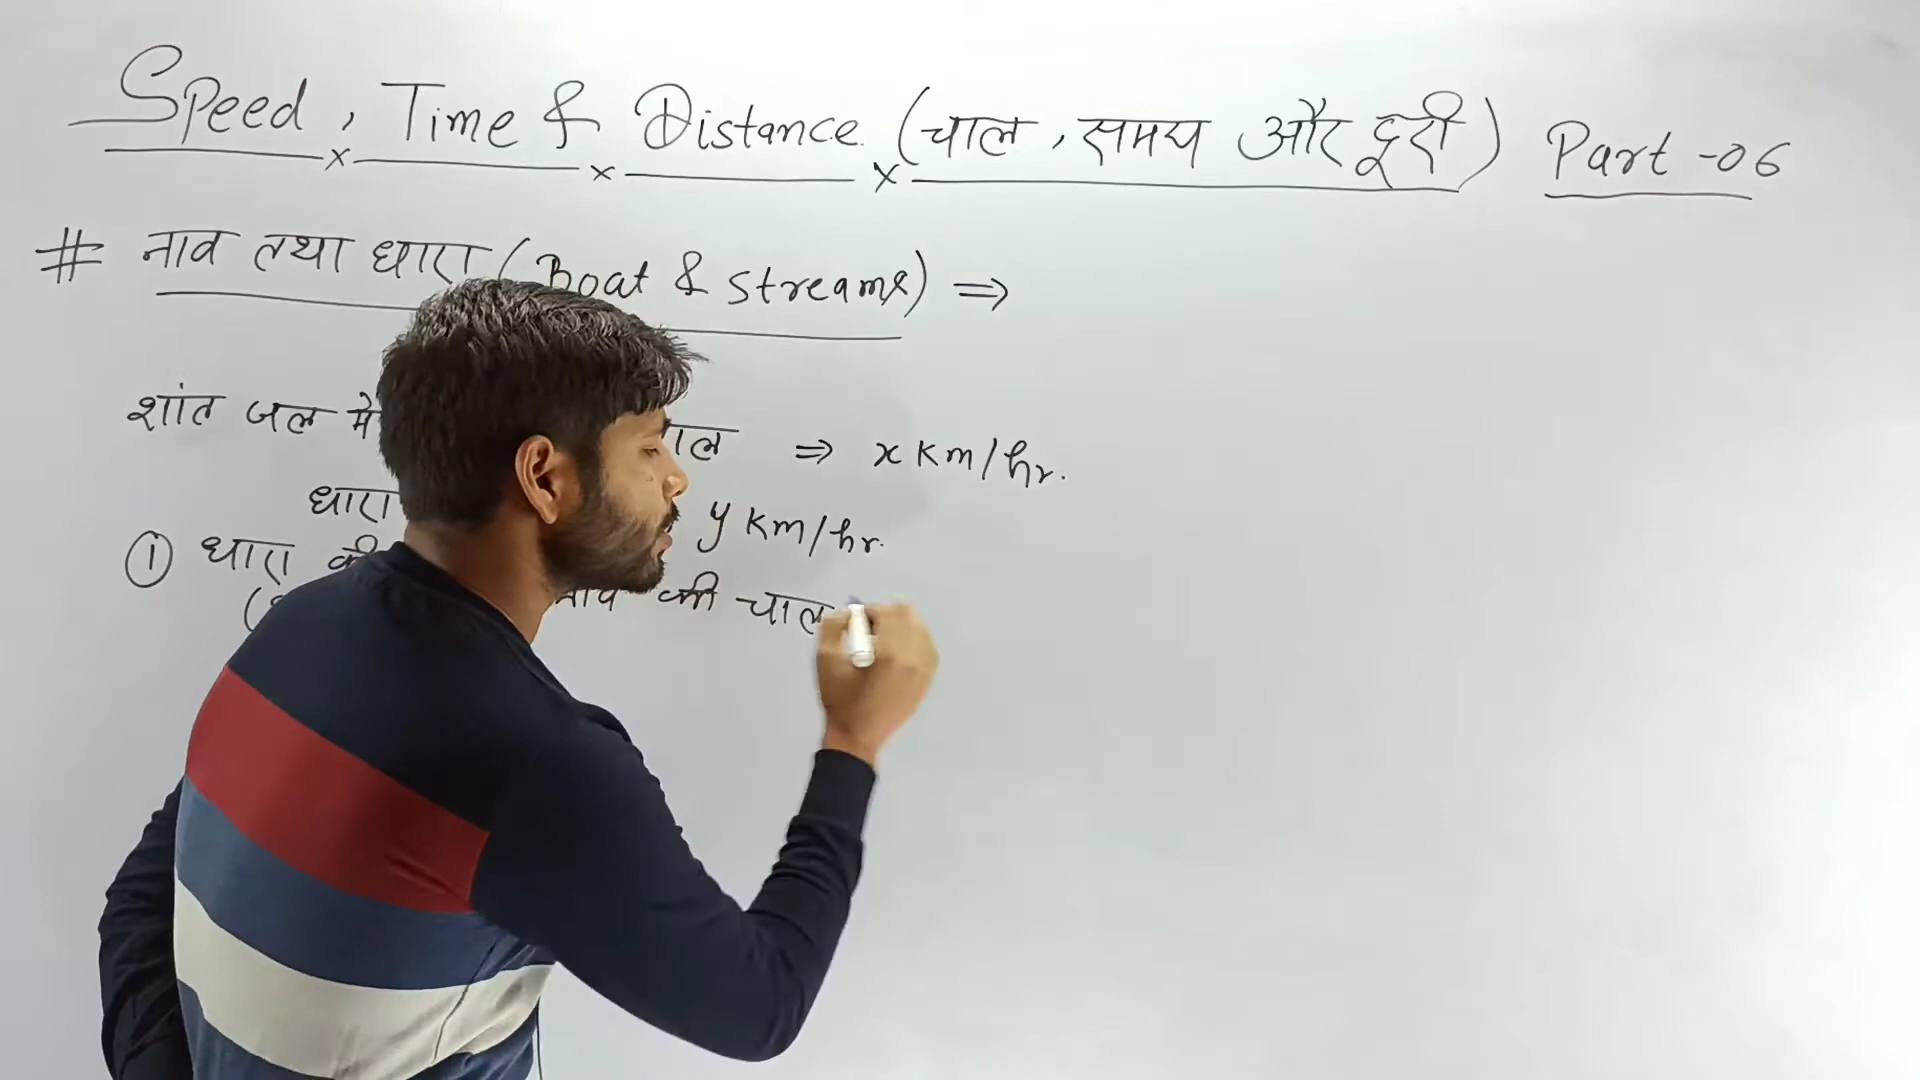 Speed, Time & Distance (चाल, समय और दूरी) Part -06
# नाव तथा धारा (Boat & streams) ⇒
शांत जल में ⇒ x Km/hr.
धारा y Km/hr.
① धारा की
नाव की चाल